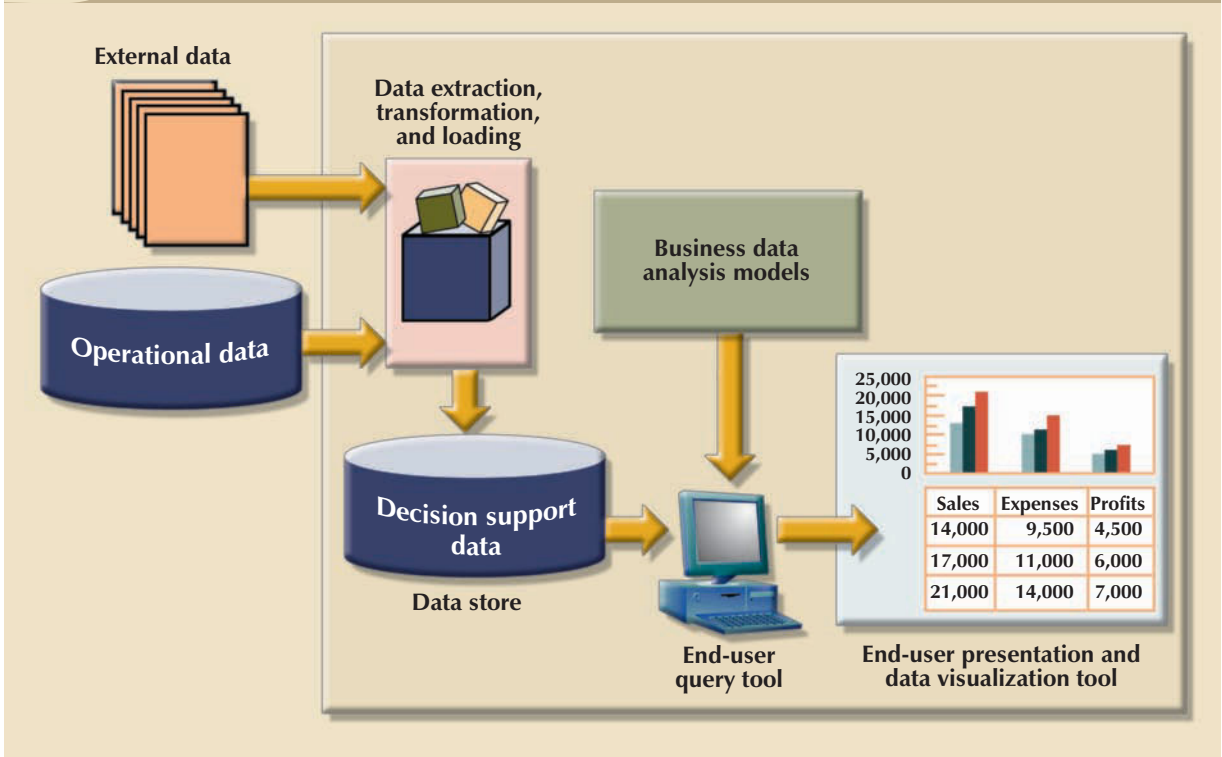 External data
Data extraction,
transformation,
and loading
Operational data
Business data
analysis models
Decision support
data
Data store
End-user
query tool
25,000
20,000
15,000
10,000
5,000
0
Sales Expenses Profits
14,000 9,500 4,500
17,000 11,000 6,000
21,000 14,000 7,000
End-user presentation and
data visualization tool